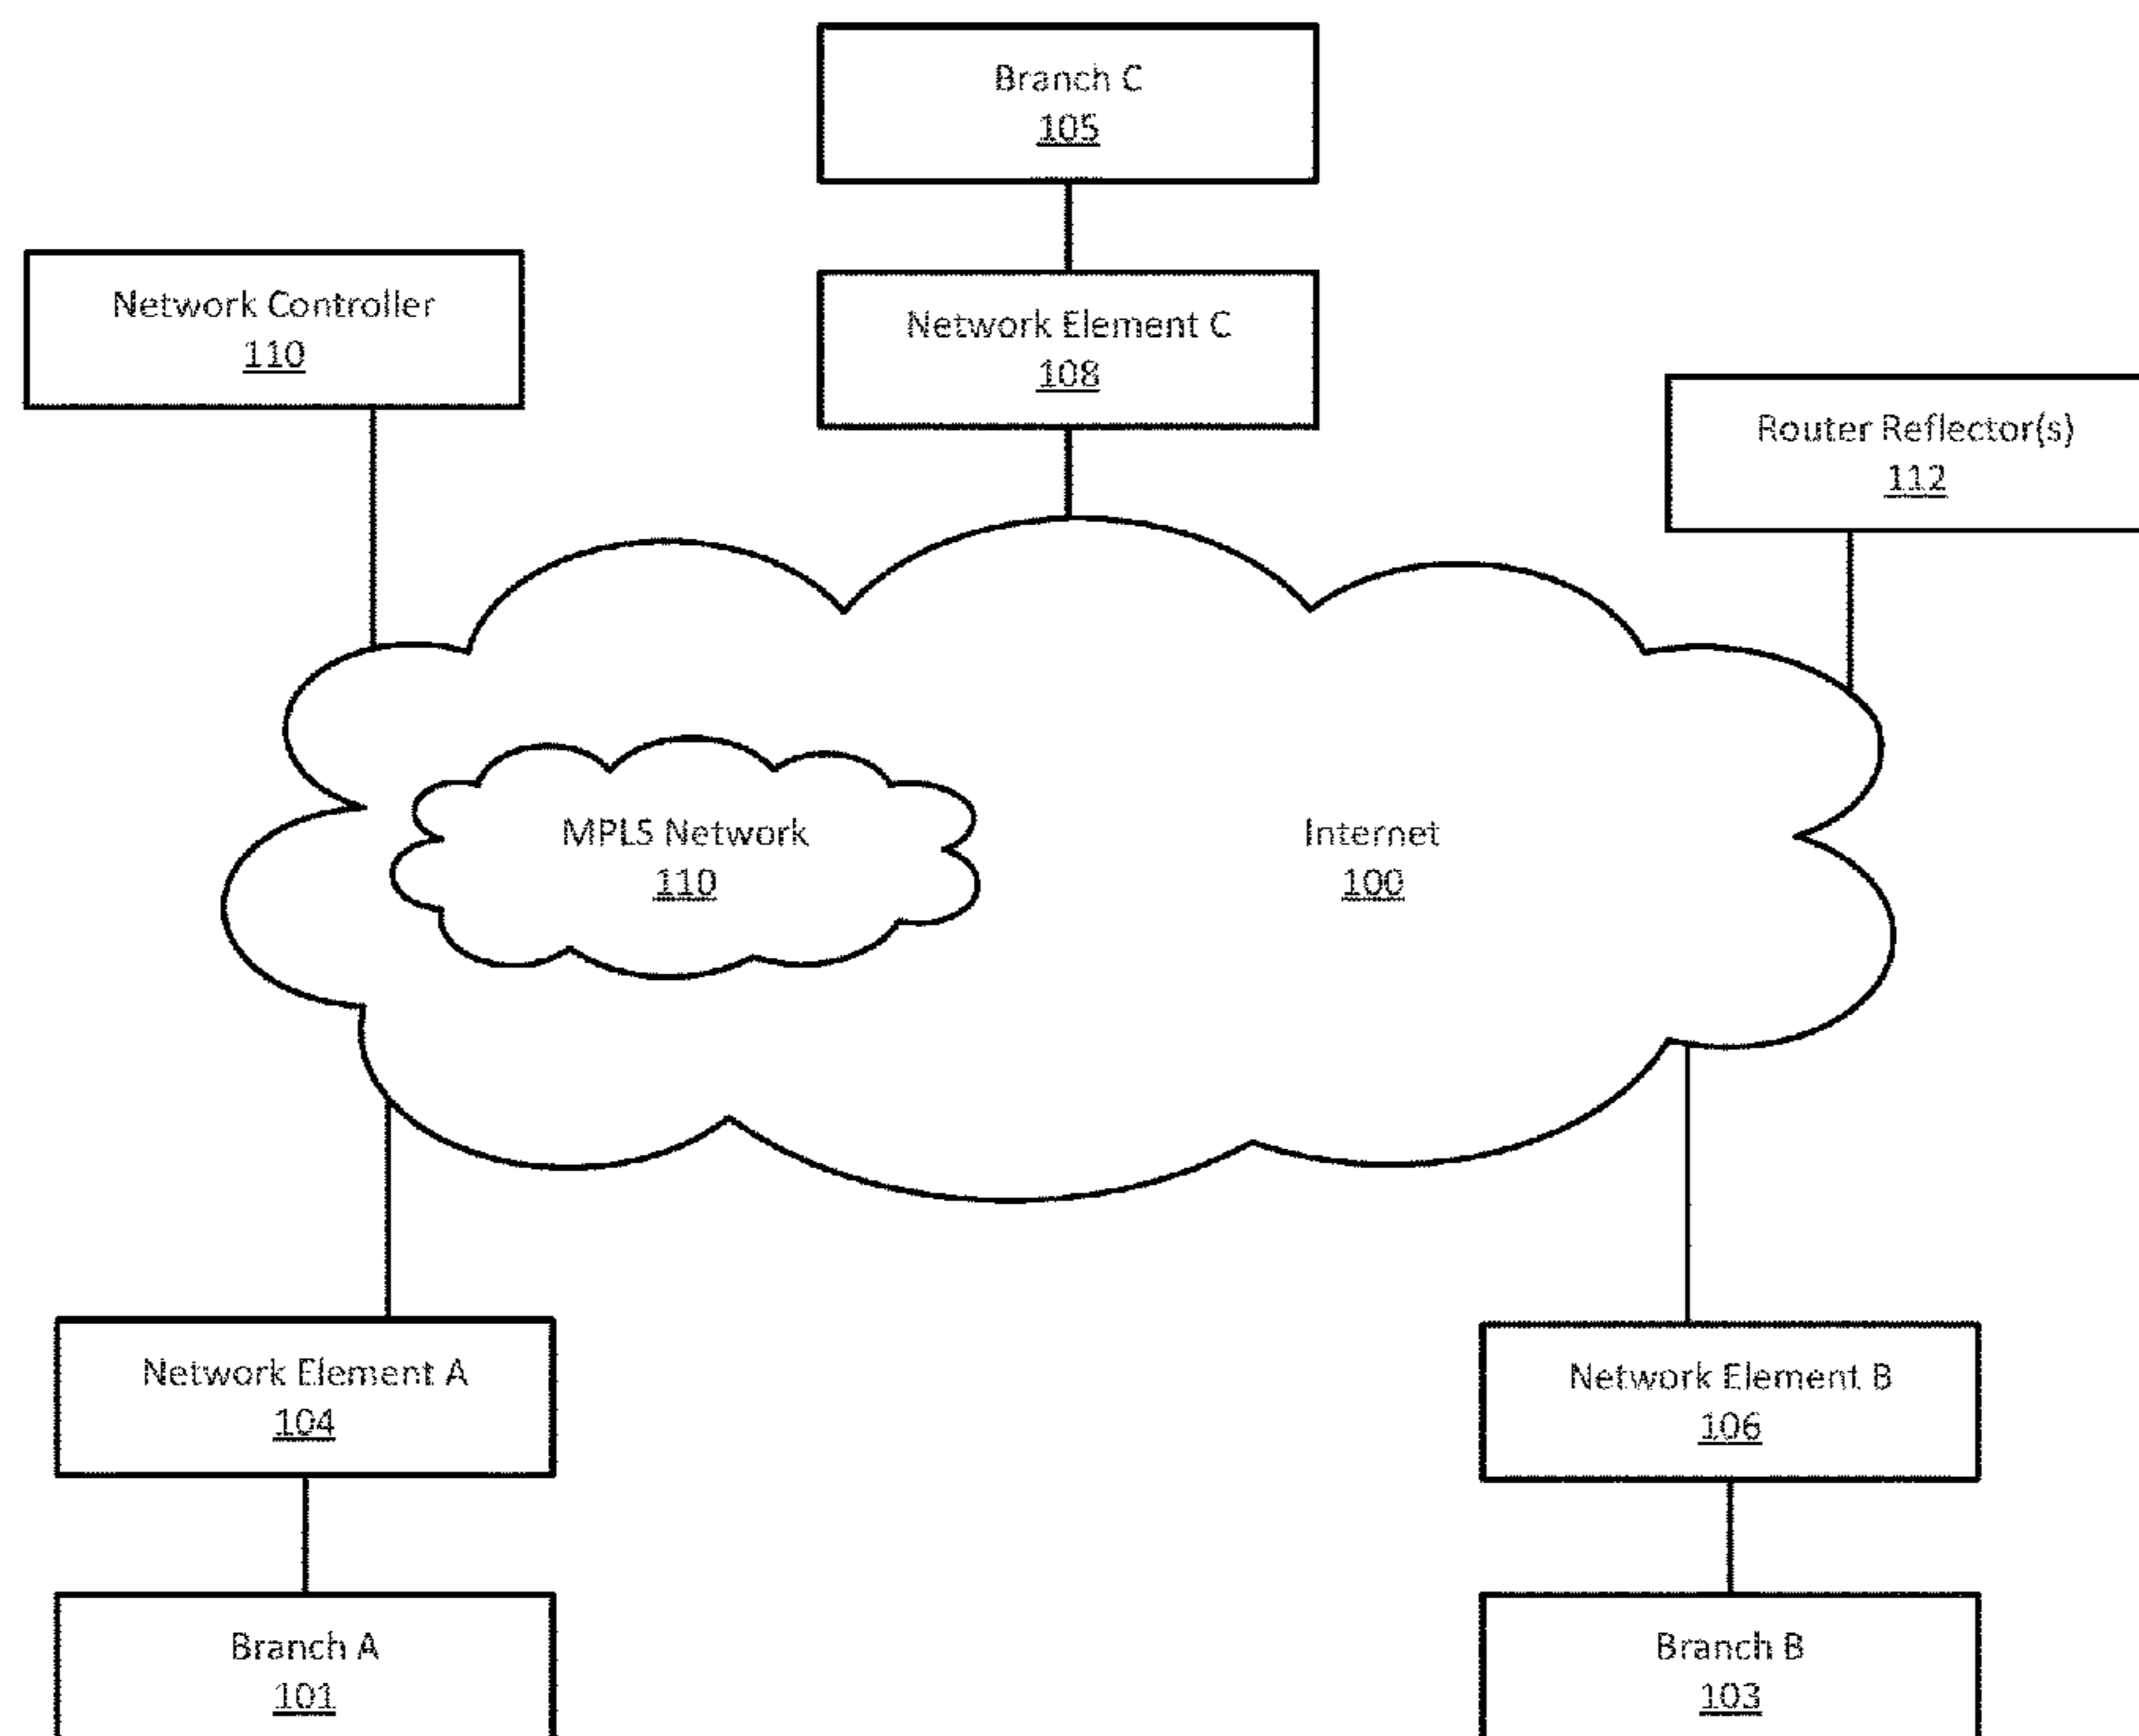 Branch C
105
Network Controller
110
Network Element C
108
Router Reflector(s)
112
MPLS Network
110
Internet
100
Network Element A
104
Network Element B
106
Branch A
101
Branch B
103